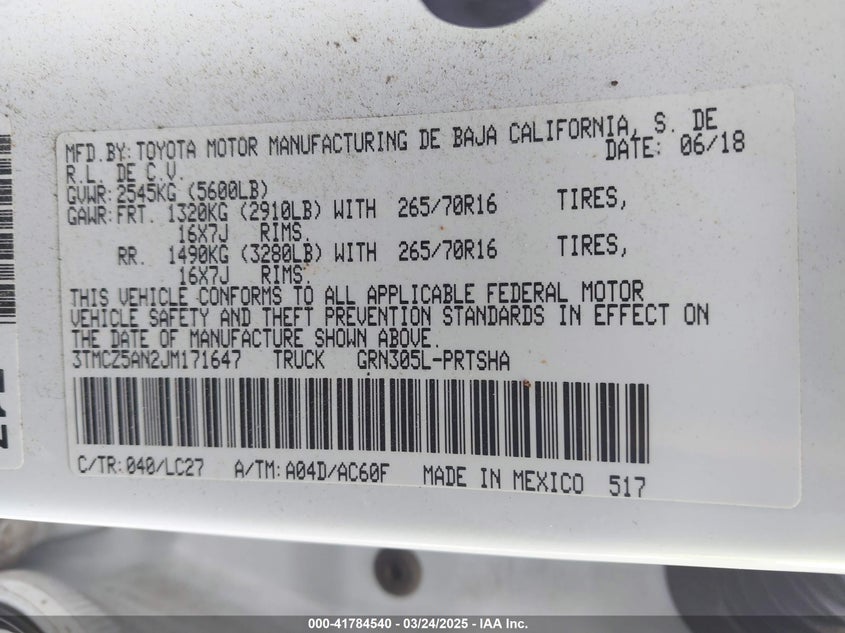 MFD.BY:TOYOTA MOTOR MANUFACTURING DE BAJA CALIFORNIA, S. DE
R.L. DE C.V. DATE: 06/18
GVWR:2545KG (5600LB)
GAWR:FRT. 1320KG (2910LB) WITH 265/70R16 TIRES,
16X7J RIMS.
RR. 1490KG (3280LB) WITH 265/70R16 TIRES,
16X7J RIMS.
THIS VEHICLE CONFORMS TO ALL APPLICABLE FEDERAL MOTOR
VEHICLE SAFETY AND THEFT PREVENTION STANDARDS IN EFFECT ON
THE DATE OF MANUFACTURE SHOWN ABOVE.
3TMCZ5AN2JM171647 TRUCK GRN305L-PRTSHA
C/TR:040/LC27 A/TM:A04D/AC60F MADE IN MEXICO 517
000-41784540 - 03/24/2025 - IAA Inc.